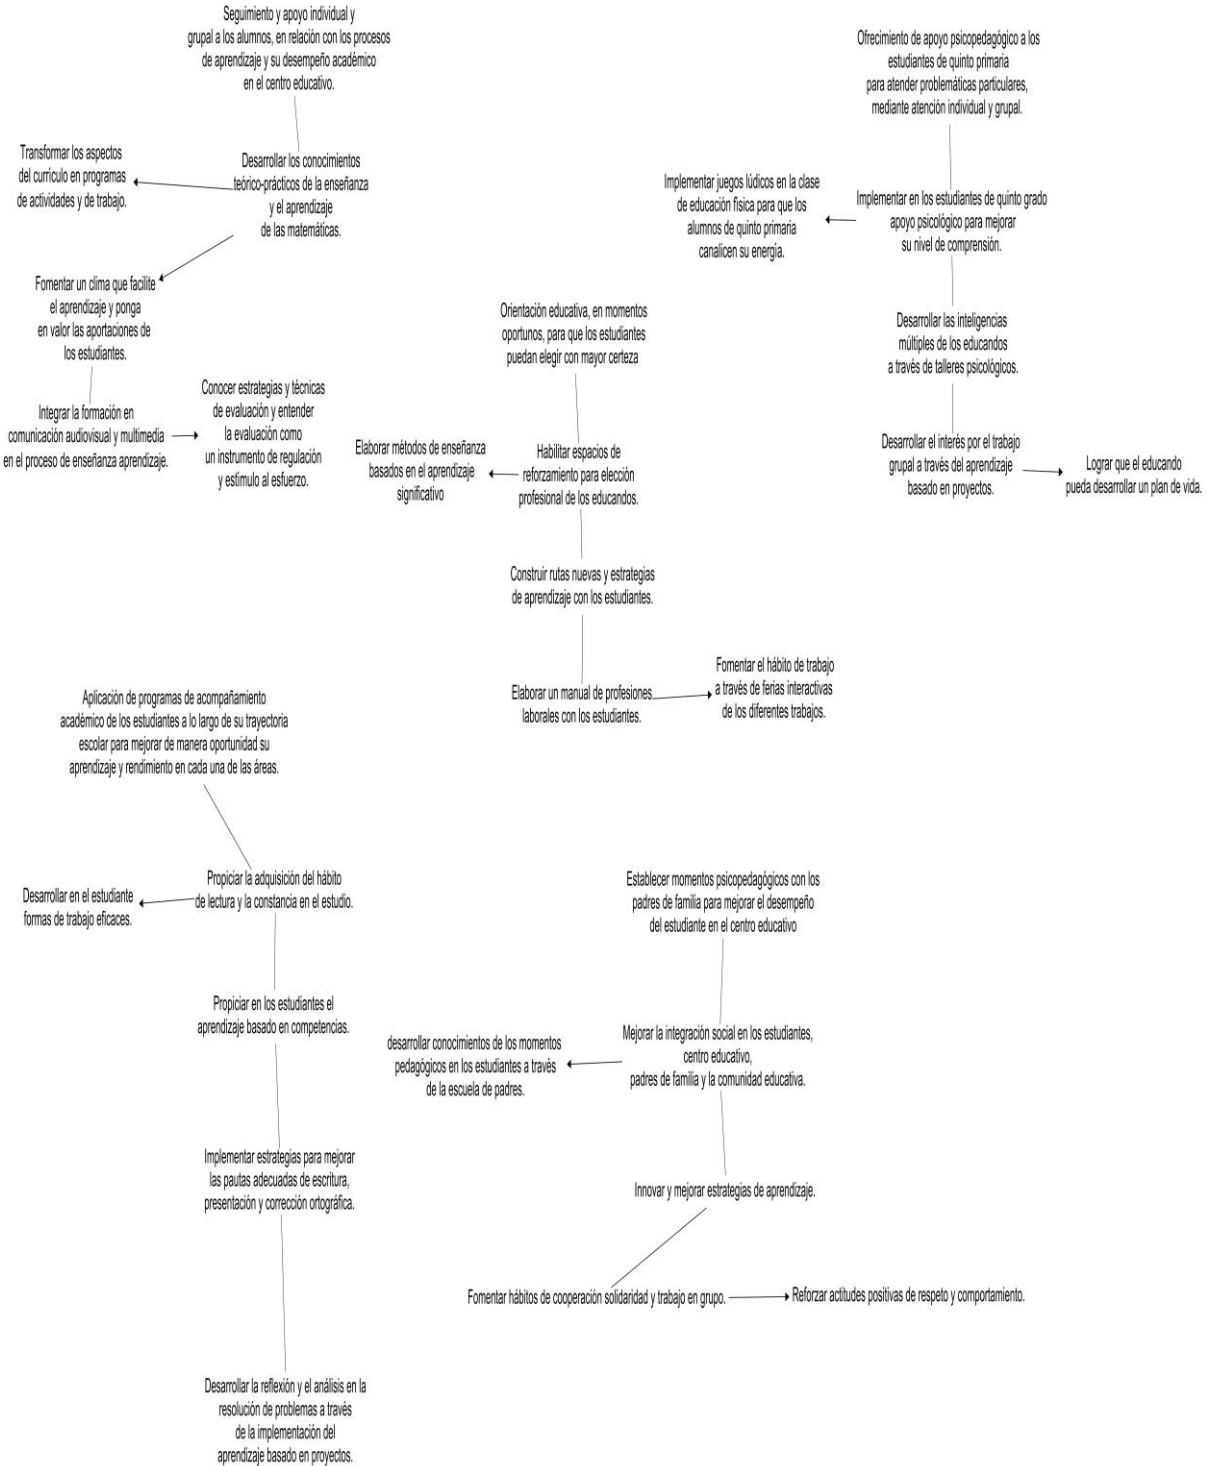 Seguimiento y apoyo individual y
grupal a los alumnos, en relación con los procesos
de aprendizaje y su desempeño académico
en el centro educativo.
Transformar los aspectos
del currículo en programas
de actividades y de trabajo.
Desarrollar los conocimientos
teórico-prácticos de la enseñanza
y el aprendizaje
de las matemáticas.
Fomentar un clima que facilite
el aprendizaje y ponga
en valor las aportaciones de
los estudiantes.
Integrar la formación en
comunicación audiovisual y multimedia
en el proceso de enseñanza aprendizaje.
Conocer estrategias y técnicas
de evaluación y entender
la evaluación como
un instrumento de regulación
y estímulo al esfuerzo.
Ofrecimiento de apoyo psicopedagógico a los
estudiantes de quinto primaria
para atender problemáticas particulares,
mediante atención individual y grupal.
Implementar juegos lúdicos en la clase
de educación física para que los
alumnos de quinto primaria
canalicen su energía.
Implementar en los estudiantes de quinto grado
apoyo psicológico para mejorar
su nivel de comprensión.
Desarrollar las inteligencias
múltiples de los educandos
a través de talleres psicológicos.
Desarrollar el interés por el trabajo
grupal a través del aprendizaje
basado en proyectos.
Lograr que el educando
pueda desarrollar un plan de vida.
Orientación educativa, en momentos
oportunos, para que los estudiantes
puedan elegir con mayor certeza
Elaborar métodos de enseñanza
basados en el aprendizaje
significativo
Habilitar espacios de
reforzamiento para elección
profesional de los educandos.
Construir rutas nuevas y estrategias
de aprendizaje con los estudiantes.
Elaborar un manual de profesiones
laborales con los estudiantes.
Fomentar el hábito de trabajo
a través de ferias interactivas
de los diferentes trabajos.
Aplicación de programas de acompañamiento
académico de los estudiantes a lo largo de su trayectoria
escolar para mejorar de manera oportunidad su
aprendizaje y rendimiento en cada una de las áreas.
Desarrollar en el estudiante
formas de trabajo eficaces.
Propiciar la adquisición del hábito
de lectura y la constancia en el estudio.
Propiciar en los estudiantes el
aprendizaje basado en competencias.
Implementar estrategias para mejorar
las pautas adecuadas de escritura,
presentación y corrección ortográfica.
Desarrollar la reflexión y el análisis en la
resolución de problemas a través
de la implementación del
aprendizaje basado en proyectos.
Establecer momentos psicopedagógicos con los
padres de familia para mejorar el desempeño
del estudiante en el centro educativo
desarrollar conocimientos de los momentos
pedagógicos en los estudiantes a través
de la escuela de padres.
Mejorar la integración social en los estudiantes,
centro educativo,
padres de familia y la comunidad educativa.
Innovar y mejorar estrategias de aprendizaje.
Fomentar hábitos de cooperación solidaridad y trabajo en grupo.
Reforzar actitudes positivas de respeto y comportamiento.